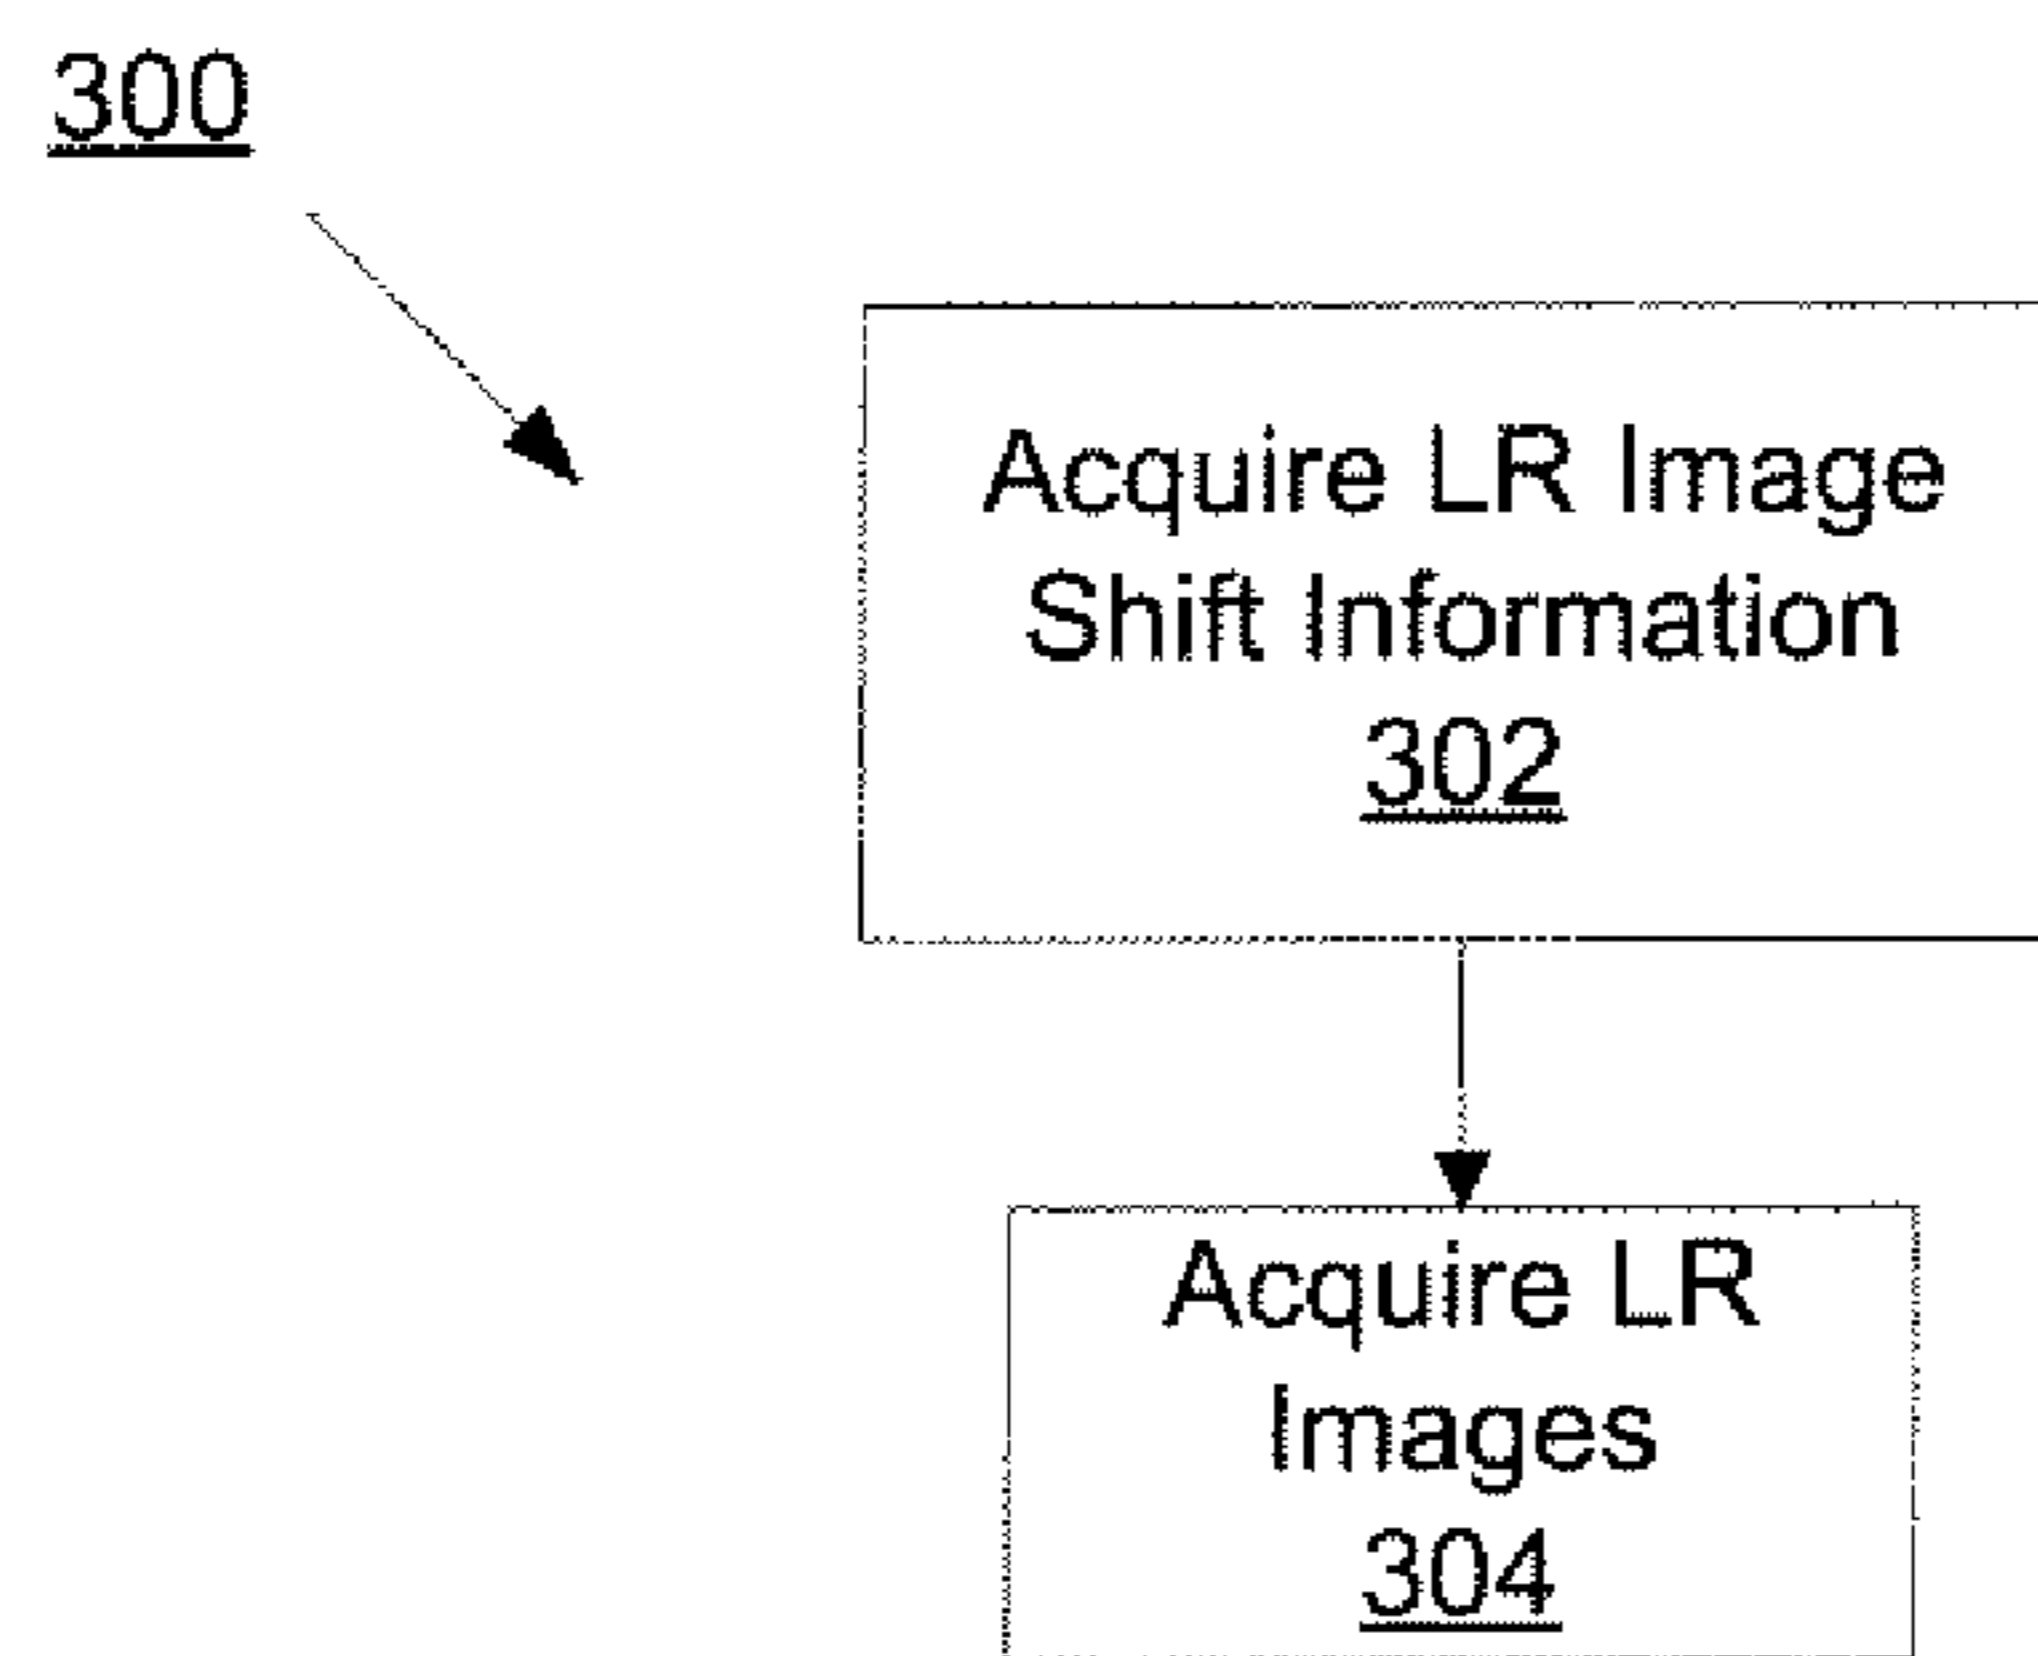 300
Acquire LR Image
Shift Information
302
Acquire LR
Images
304